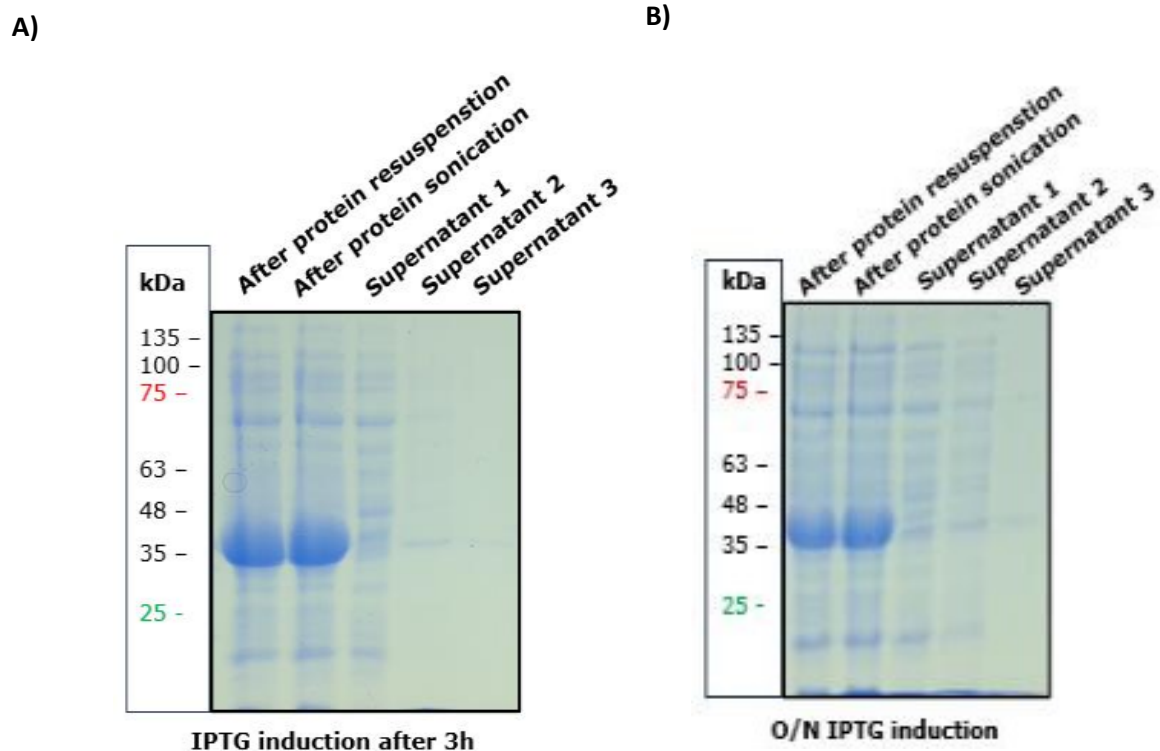 A)
After protein resuspenstion
After protein sonication
Supernatant 1
Supernatant 2
Supernatant 3
kDa
135 –
100 –
75 –
63 –
48 –
35 –
25 -
IPTG induction after 3h
B)
After protein resuspenstion
After protein sonication
Supernatant 1
Supernatant 2
Supernatant 3
kDa
135 –
100 –
75 –
63 –
48 –
35 –
25 -
O/N IPTG induction